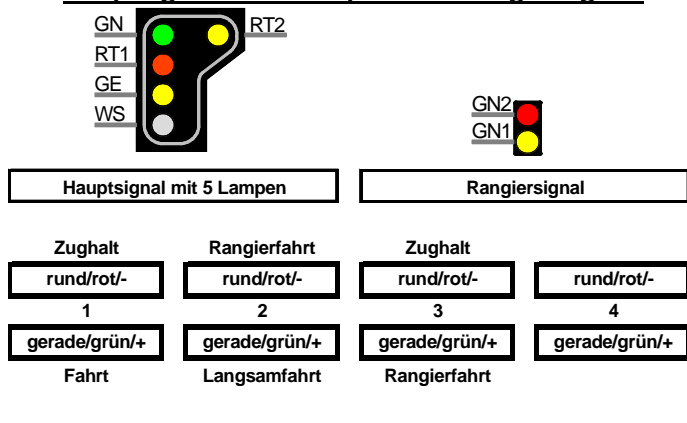 GN RT2
RT1
GE
WS
GN2
GN1
Hauptsignal mit 5 Lampen Rangiersignal
Zughalt Rangierfahrt Zughalt
rund/rot/- rund/rot/- rund/rot/- rund/rot/-
1 2 3 4
gerade/grün/+ gerade/grün/+ gerade/grün/+ gerade/grün/+
Fahrt Langsamfahrt Rangierfahrt